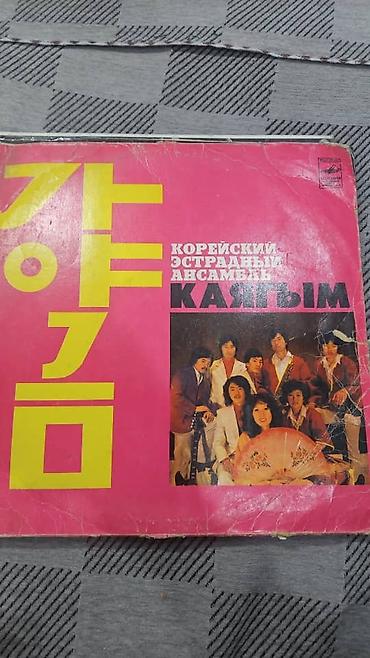 가
야
금
КОРЕЙСКИЙ
ЭСТРАДНЫЙ
АНСАМБЛЬ
КАЯГЫМ